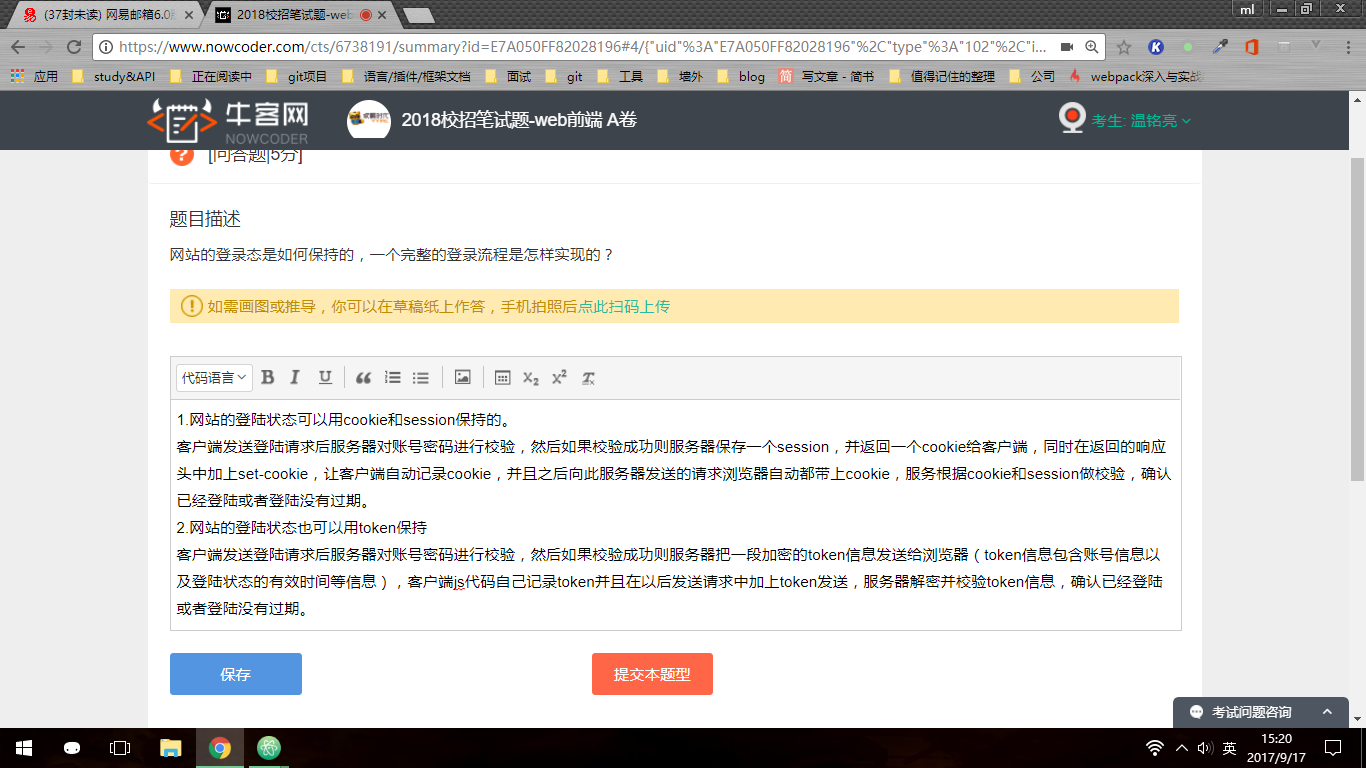 (37封未读) 网易邮箱6.0
2018校招笔试题-web
ml
https://www.nowcoder.com/cts/6738191/summary?id=E7A050FF82028196#4/{"uid"%3A"E7A050FF82028196"%2C"type"%3A"102"%2C"i...
应用 study&API 正在阅读中 git项目 语言/插件/框架文档 面试 git 工具 墙外 blog 简 写文章 - 简书 值得记住的整理 公司 webpack深入与实战
牛客网
NOWCODER
2018校招笔试题-web前端 A卷
考生: 温铭亮
[问答题|5分]
题目描述
网站的登录态是如何保持的，一个完整的登录流程是怎样实现的？
如需画图或推导，你可以在草稿纸上作答，手机拍照后点此扫码上传
代码语言 B I U
1.网站的登陆状态可以用cookie和session保持的。
客户端发送登陆请求后服务器对账号密码进行校验，然后如果校验成功则服务器保存一个session，并返回一个cookie给客户端，同时在返回的响应
头中加上set-cookie，让客户端自动记录cookie，并且之后向此服务器发送的请求浏览器自动都带上cookie，服务根据cookie和session做校验，确认
已经登陆或者登陆没有过期。
2.网站的登陆状态也可以用token保持
客户端发送登陆请求后服务器对账号密码进行校验，然后如果校验成功则服务器把一段加密的token信息发送给浏览器（token信息包含账号信息以
及登陆状态的有效时间等信息），客户端js代码自己记录token并且在以后发送请求中加上token发送，服务器解密并校验token信息，确认已经登陆
或者登陆没有过期。
保存
提交本题型
考试问题咨询
英
15:20
2017/9/17